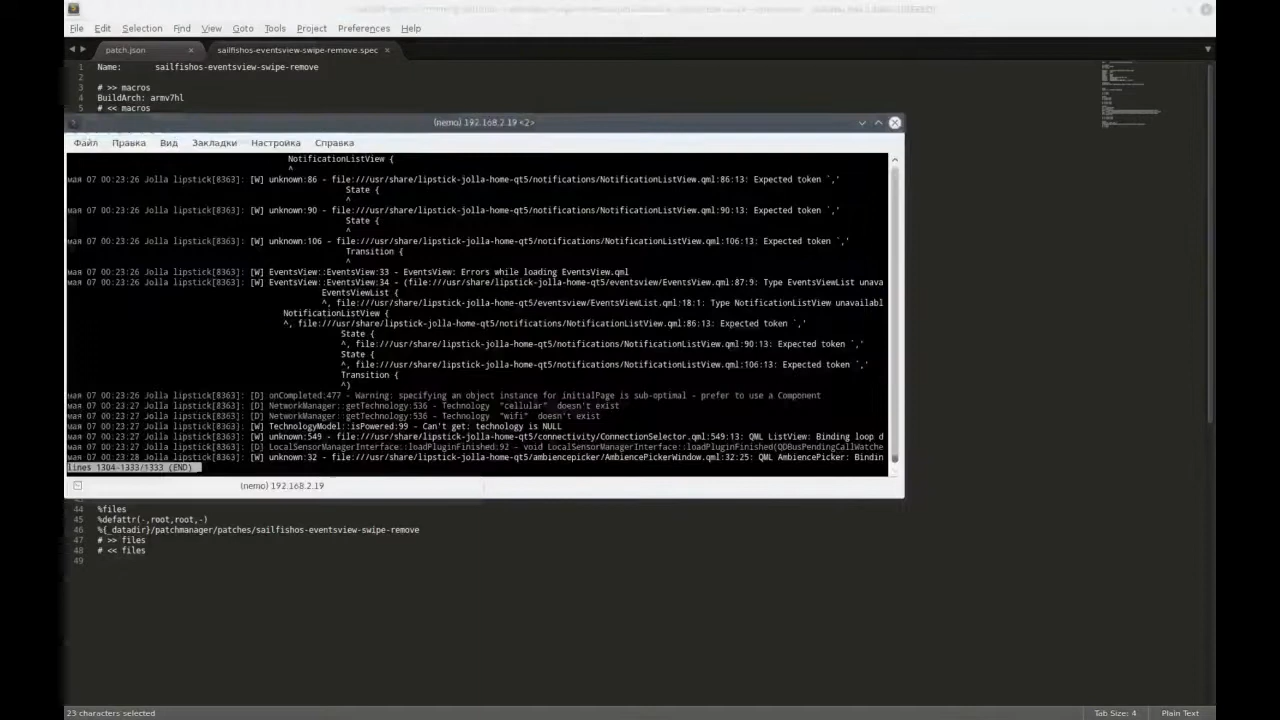 File Edit Selection Find View Goto Tools Project Preferences Help
patch.json sailfishos-eventsview-swipe-remove.spec
1 Name: sailfishos-eventsview-swipe-remove
2
3 # >> macros
4 BuildArch: armv7hl
5 # << macros
(nemo) 192.168.2.19 <2>
Файл Правка Вид Закладки Настройка Справка
NotificationListView {
^
мая 07 00:23:26 Jolla lipstick[8363]: [W] unknown:86 - file:///usr/share/lipstick-jolla-home-qt5/notifications/NotificationListView.qml:86:13: Expected token `,'
State {
^
мая 07 00:23:26 Jolla lipstick[8363]: [W] unknown:90 - file:///usr/share/lipstick-jolla-home-qt5/notifications/NotificationListView.qml:90:13: Expected token `,'
State {
^
мая 07 00:23:26 Jolla lipstick[8363]: [W] unknown:106 - file:///usr/share/lipstick-jolla-home-qt5/notifications/NotificationListView.qml:106:13: Expected token `,'
Transition {
^
мая 07 00:23:26 Jolla lipstick[8363]: [W] EventsView::EventsView:33 - EventsView: Errors while loading EventsView.qml
мая 07 00:23:26 Jolla lipstick[8363]: [W] EventsView::EventsView:34 - (file:///usr/share/lipstick-jolla-home-qt5/eventsview/EventsView.qml:87:9: Type EventsViewList unava
EventsViewList {
^, file:///usr/share/lipstick-jolla-home-qt5/eventsview/EventsViewList.qml:18:1: Type NotificationListView unavailabl
NotificationListView {
^, file:///usr/share/lipstick-jolla-home-qt5/notifications/NotificationListView.qml:86:13: Expected token `,'
State {
^, file:///usr/share/lipstick-jolla-home-qt5/notifications/NotificationListView.qml:90:13: Expected token `,'
State {
^, file:///usr/share/lipstick-jolla-home-qt5/notifications/NotificationListView.qml:106:13: Expected token `,'
Transition {
^)
мая 07 00:23:26 Jolla lipstick[8363]: [D] onCompleted:477 - Warning: specifying an object instance for initialPage is sub-optimal - prefer to use a Component
мая 07 00:23:27 Jolla lipstick[8363]: [D] NetworkManager::getTechnology:536 - Technology "cellular" doesn't exist
мая 07 00:23:27 Jolla lipstick[8363]: [D] NetworkManager::getTechnology:536 - Technology "wifi" doesn't exist
мая 07 00:23:27 Jolla lipstick[8363]: [W] TechnologyModel::isPowered:99 - Can't get: technology is NULL
мая 07 00:23:27 Jolla lipstick[8363]: [W] unknown:549 - file:///usr/share/lipstick-jolla-home-qt5/connectivity/ConnectionSelector.qml:549:13: QML ListView: Binding loop d
мая 07 00:23:27 Jolla lipstick[8363]: [D] LocalSensorManagerInterface::loadPluginFinished:92 - void LocalSensorManagerInterface::loadPluginFinished(QDBusPendingCallWatche
мая 07 00:23:27 Jolla lipstick[8363]: [W] unknown:32 - file:///usr/share/lipstick-jolla-home-qt5/ambiencepicker/AmbiencePickerWindow.qml:32:25: QML AmbiencePicker: Bindin
lines 1304-1333/1333 (END)
(nemo) 192.168.2.19
44 %files
45 %defattr(-,root,root,-)
46 %{_datadir}/patchmanager/patches/sailfishos-eventsview-swipe-remove
47 # >> files
48 # << files
49
23 characters selected Tab Size: 4 Plain Text